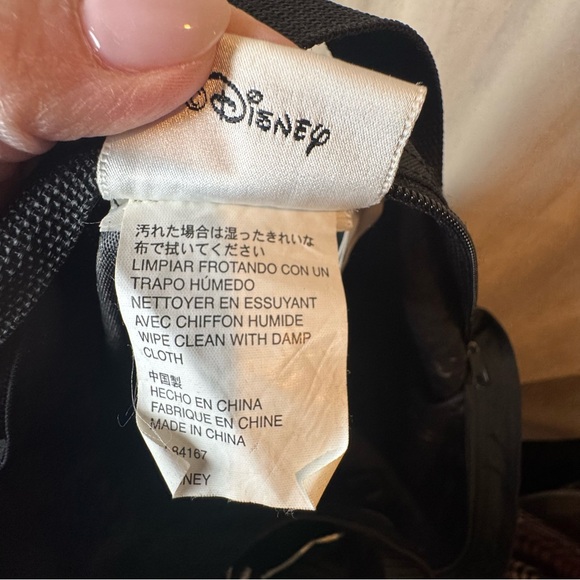 ©Disney
汚れた場合は湿ったきれいな
布で拭いてください
LIMPIAR FROTANDO CON UN
TRAPO HÚMEDO
NETTOYER EN ESSUYANT
AVEC CHIFFON HUMIDE
WIPE CLEAN WITH DAMP
CLOTH
中国製
HECHO EN CHINA
FABRIQUE EN CHINE
MADE IN CHINA
84167